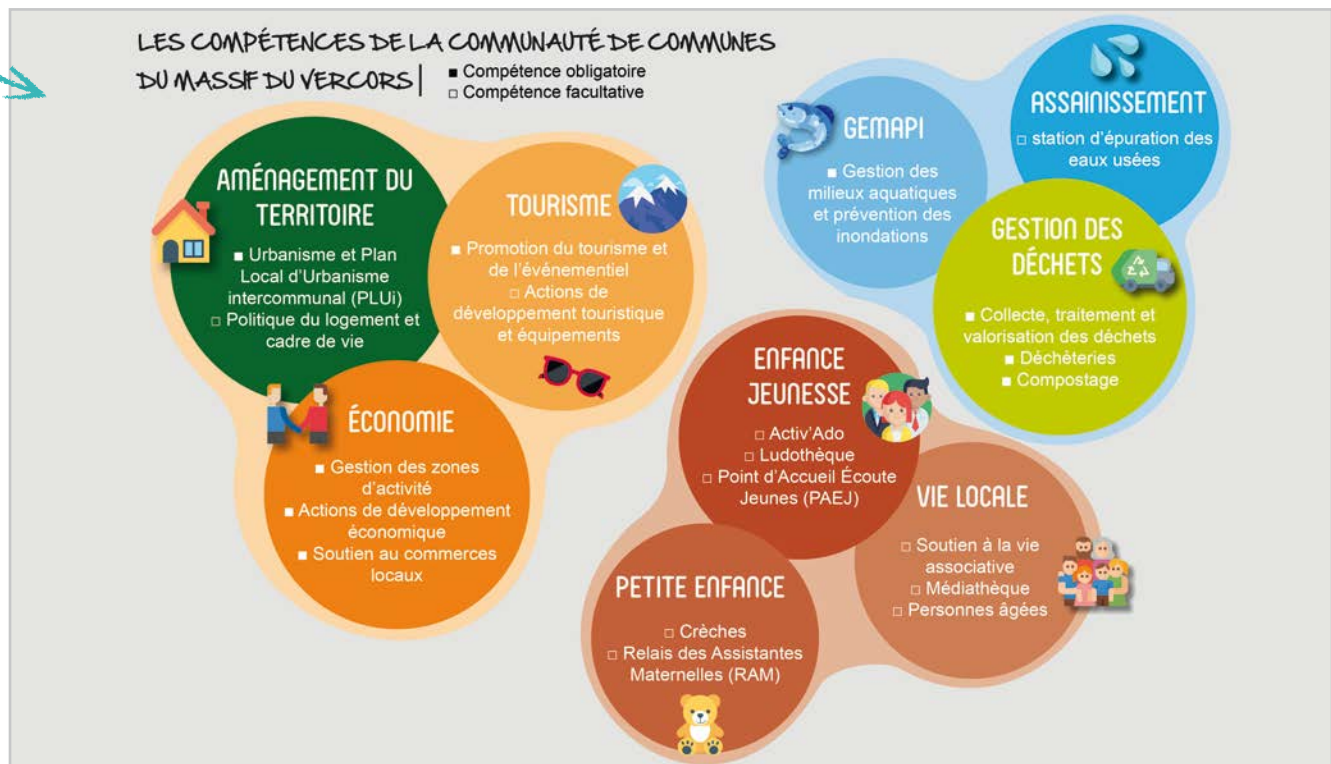 LES COMPÉTENCES DE LA COMMUNAUTÉ DE COMMUNES
DU MASSIF DU VERCORS |
■ Compétence obligatoire
□ Compétence facultative
AMÉNAGEMENT DU
TERRITOIRE
■ Urbanisme et Plan
Local d'Urbanisme
intercommunal (PLUi)
□ Politique du logement et
cadre de vie
TOURISME
■ Promotion du tourisme et
de l'événementiel
□ Actions de
développement touristique
et équipements
ÉCONOMIE
■ Gestion des zones
d'activité
■ Actions de développement
économique
■ Soutien au commerces
locaux
GEMAPI
■ Gestion des
milieux aquatiques
et prévention des
inondations
ASSAINISSEMENT
□ station d'épuration des
eaux usées
GESTION DES
DÉCHETS
■ Collecte, traitement et
valorisation des déchets
■ Déchèteries
■ Compostage
ENFANCE
JEUNESSE
□ Activ'Ado
□ Ludothèque
□ Point d'Accueil Écoute
Jeunes (PAEJ)
VIE LOCALE
□ Soutien à la vie
associative
□ Médiathèque
□ Personnes âgées
PETITE ENFANCE
□ Crèches
□ Relais des Assistantes
Maternelles (RAM)